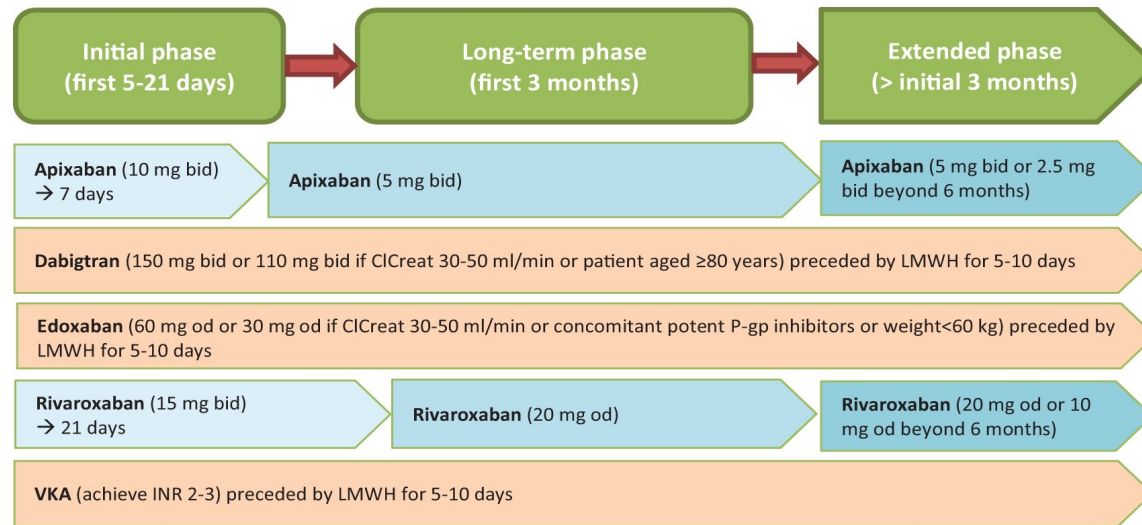 Initial phase
(first 5-21 days)
Long-term phase
(first 3 months)
Extended phase
(> initial 3 months)
Apixaban (10 mg bid)
→ 7 days
Apixaban (5 mg bid)
Apixaban (5 mg bid or 2.5 mg
bid beyond 6 months)
Dabigtran (150 mg bid or 110 mg bid if ClCreat 30-50 ml/min or patient aged ≥80 years) preceded by LMWH for 5-10 days
Edoxaban (60 mg od or 30 mg od if ClCreat 30-50 ml/min or concomitant potent P-gp inhibitors or weight<60 kg) preceded by
LMWH for 5-10 days
Rivaroxaban (15 mg bid)
→ 21 days
Rivaroxaban (20 mg od)
Rivaroxaban (20 mg od or 10
mg od beyond 6 months)
VKA (achieve INR 2-3) preceded by LMWH for 5-10 days